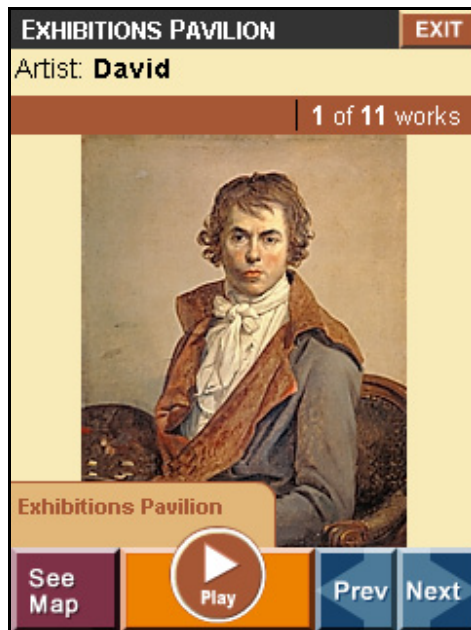 EXHIBITIONS PAVILION EXIT
Artist: David
1 of 11 works
Exhibitions Pavilion
See Map
Play
Prev
Next